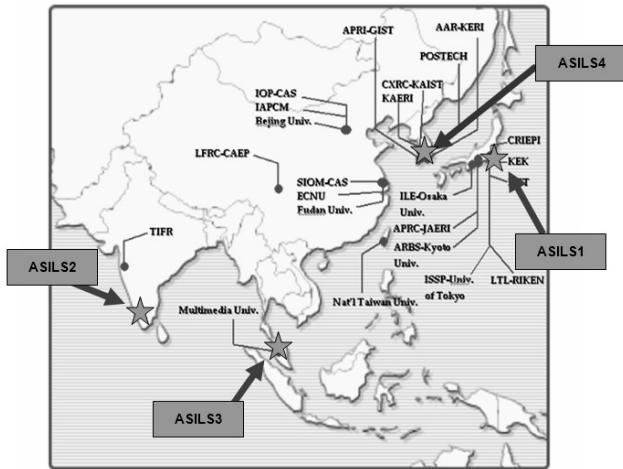 APRI-GIST
AAR-KERI
POSTECH
ASILS4
CXRC-KAIST
KAERI
IOP-CAS
IAPCM
Bejing Univ.
CRIEPI
KEK
LFRC-CAEP
SIOM-CAS
ECNU
Fudan Univ.
ILE-Osaka
Univ.
APRC-JAERI
ARBS-Kyoto
Univ.
ASILS1
TIFR
ASILS2
ISSP-Univ.
of Tokyo
LTL-RIKEN
Nat'l Taiwan Univ.
Multimedia Univ.
ASILS3